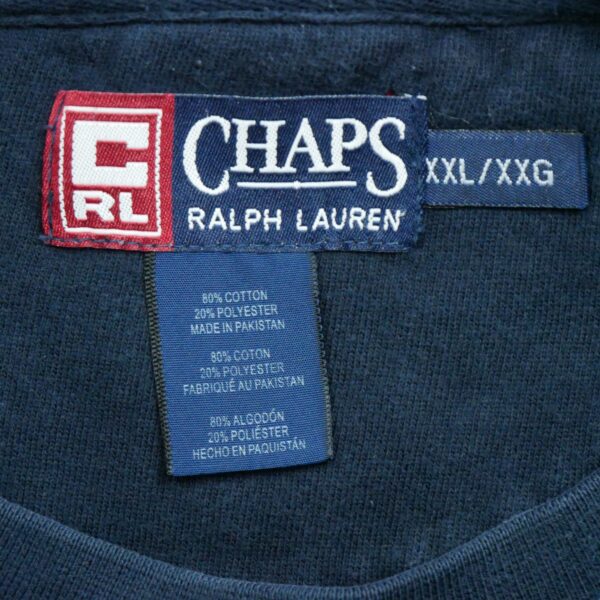 C
RL
CHAPS
RALPH LAUREN
XXL/XXG
80% COTTON
20% POLYESTER
MADE IN PAKISTAN
80% COTON
20% POLYESTER
FABRIQUÉ AU PAKISTAN
80% ALGODÓN
20% POLIÉSTER
HECHO EN PAQUISTÁN